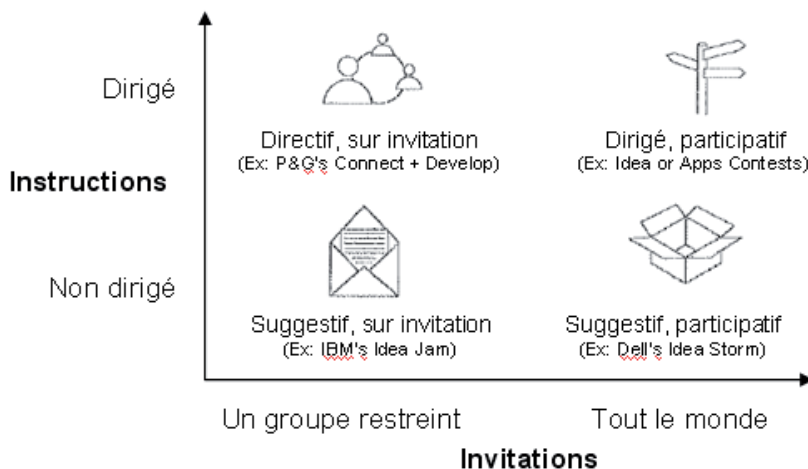 Dirigé
Directif, sur invitation
(Ex: P&G's Connect + Develop)
Dirigé, participatif
(Ex: Idea or Apps Contests)
Instructions
Non dirigé
Suggestif, sur invitation
(Ex: IBM's Idea Jam)
Suggestif, participatif
(Ex: Dell's Idea Storm)
Un groupe restreint
Tout le monde
Invitations